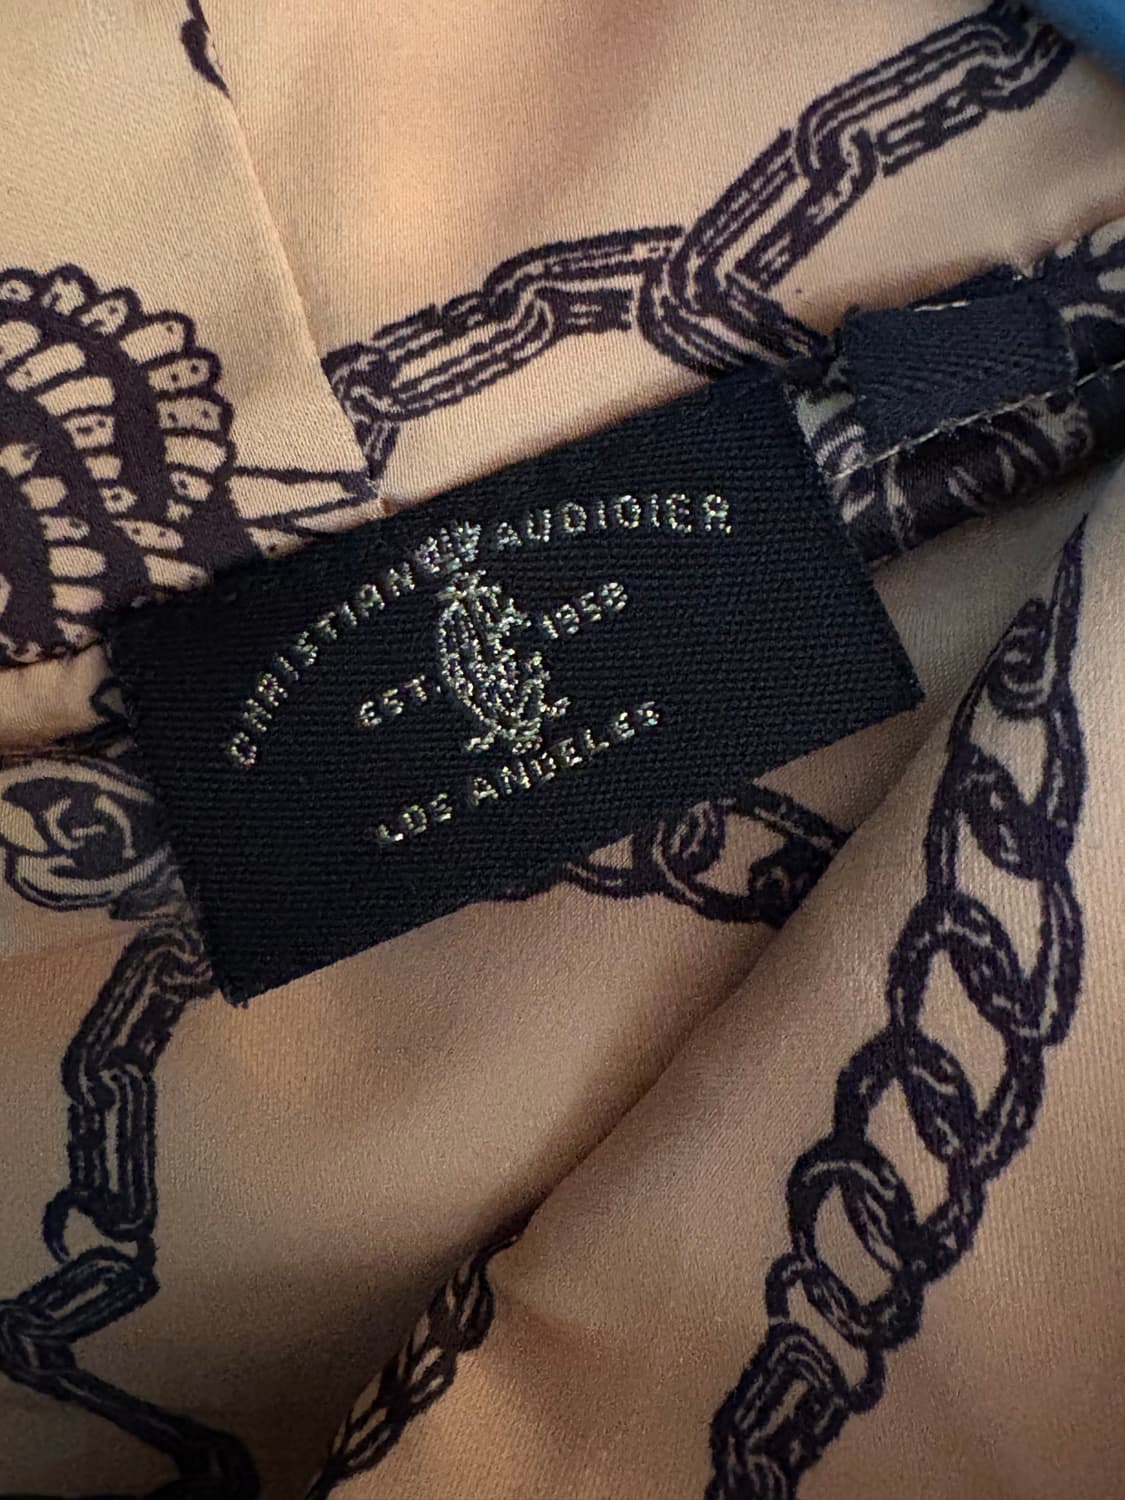 CHRISTIAN AUDIGIER
EST. 1958
LOS ANGELES